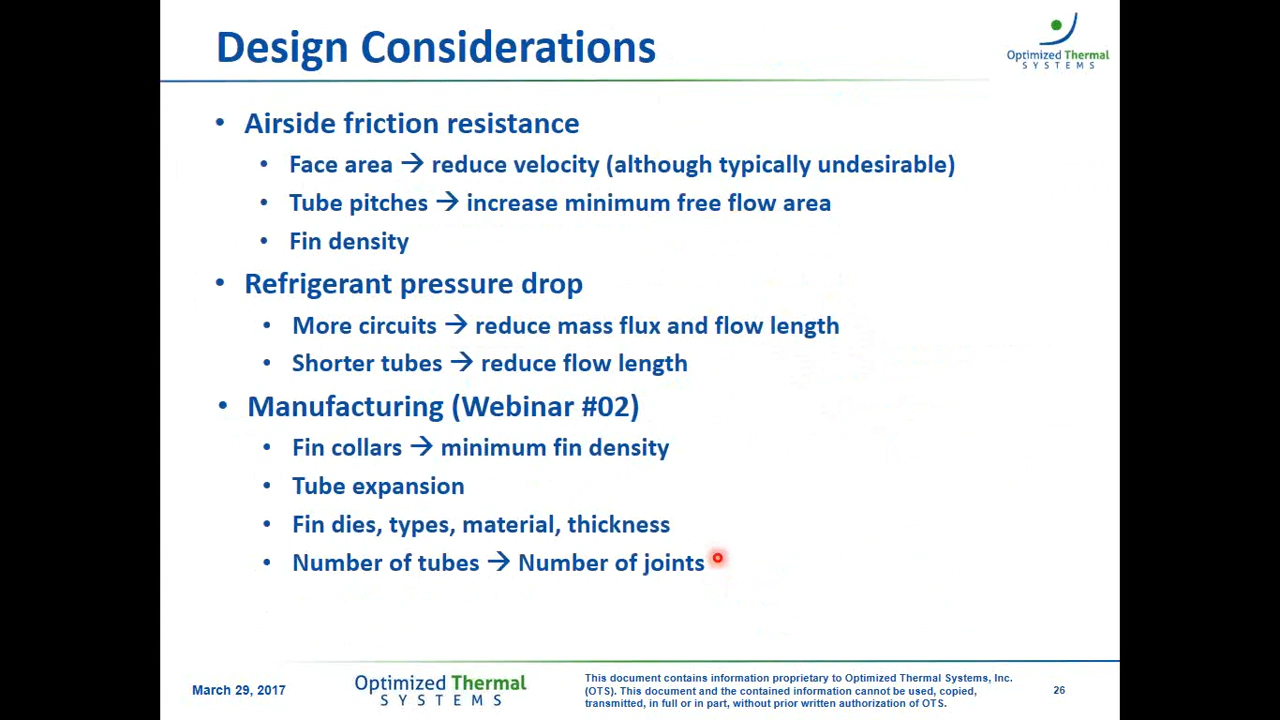 Design Considerations
Optimized Thermal
SYSTEMS
• Airside friction resistance
• Face area → reduce velocity (although typically undesirable)
• Tube pitches → increase minimum free flow area
• Fin density
• Refrigerant pressure drop
• More circuits → reduce mass flux and flow length
• Shorter tubes → reduce flow length
• Manufacturing (Webinar #02)
• Fin collars → minimum fin density
• Tube expansion
• Fin dies, types, material, thickness
• Number of tubes → Number of joints
March 29, 2017
Optimized Thermal
SYSTEMS
This document contains information proprietary to Optimized Thermal Systems, Inc.
(OTS). This document and the contained information cannot be used, copied,
transmitted, in full or in part, without prior written authorization of OTS.
26